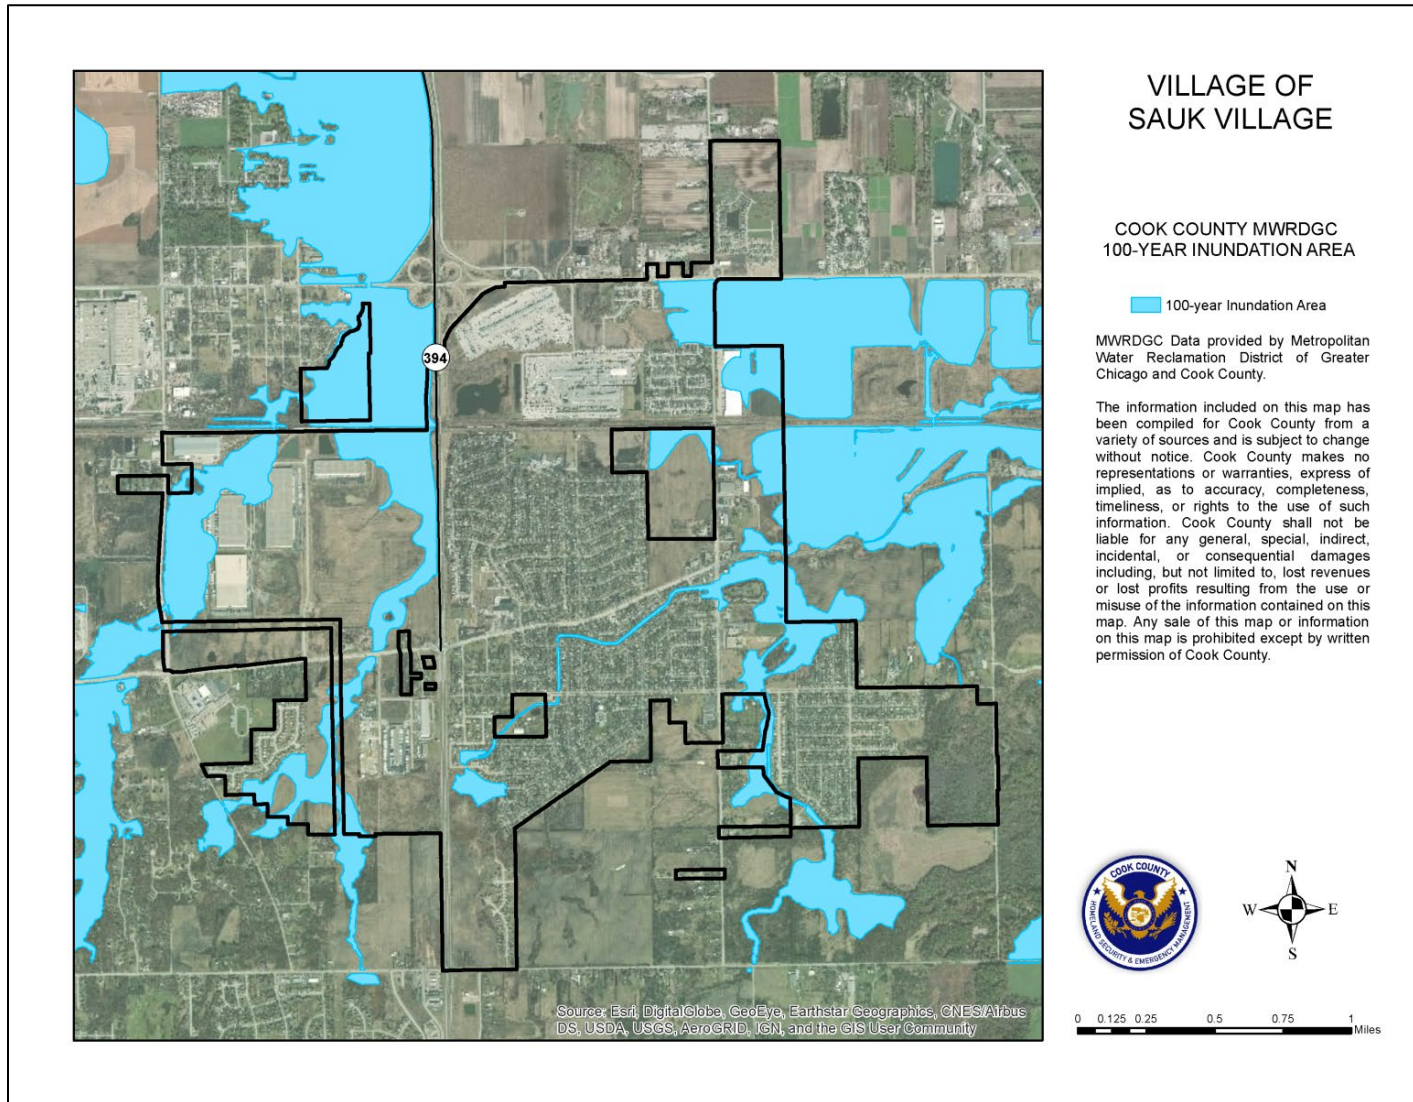 VILLAGE OF
SAUK VILLAGE
COOK COUNTY MWRDGC
100-YEAR INUNDATION AREA
100-year Inundation Area
MWRDGC Data provided by Metropolitan
Water Reclamation District of Greater
Chicago and Cook County.
The information included on this map has
been compiled for Cook County from a
variety of sources and is subject to change
without notice. Cook County makes no
representations or warranties, express of
implied, as to accuracy, completeness,
timeliness, or rights to the use of such
information. Cook County shall not be
liable for any general, special, indirect,
incidental, or consequential damages
including, but not limited to, lost revenues
or lost profits resulting from the use or
misuse of the information contained on this
map. Any sale of this map or information
on this map is prohibited except by written
permission of Cook County.
394
COOK COUNTY
HOMELAND SECURITY & EMERGENCY MANAGEMENT
N
W E
S
Source: Esri, DigitalGlobe, GeoEye, Earthstar Geographics, CNES/Airbus
DS, USDA, USGS, AeroGRID, IGN, and the GIS User Community
0 0.125 0.25 0.5 0.75 1
Miles